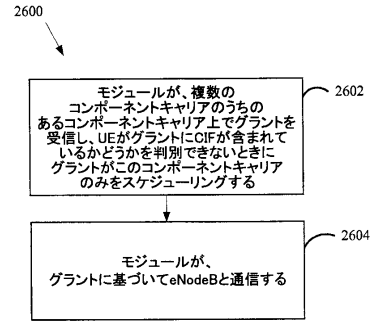 2600
2602
モジュールが、複数の
コンポーネントキャリアのうちの
あるコンポーネントキャリア上でグラントを
受信し、UEがグラントにCIFが含まれて
いるかどうかを判別できないときに
グラントがこのコンポーネントキャリア
のみをスケジューリングする
2604
モジュールが、
グラントに基づいてeNodeBと通信する